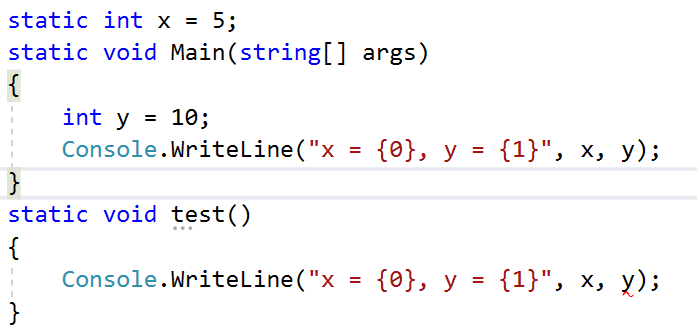 static int x = 5;
static void Main(string[] args)
{
    int y = 10;
    Console.WriteLine("x = {0}, y = {1}", x, y);
}
static void test()
{
    Console.WriteLine("x = {0}, y = {1}", x, y);
}